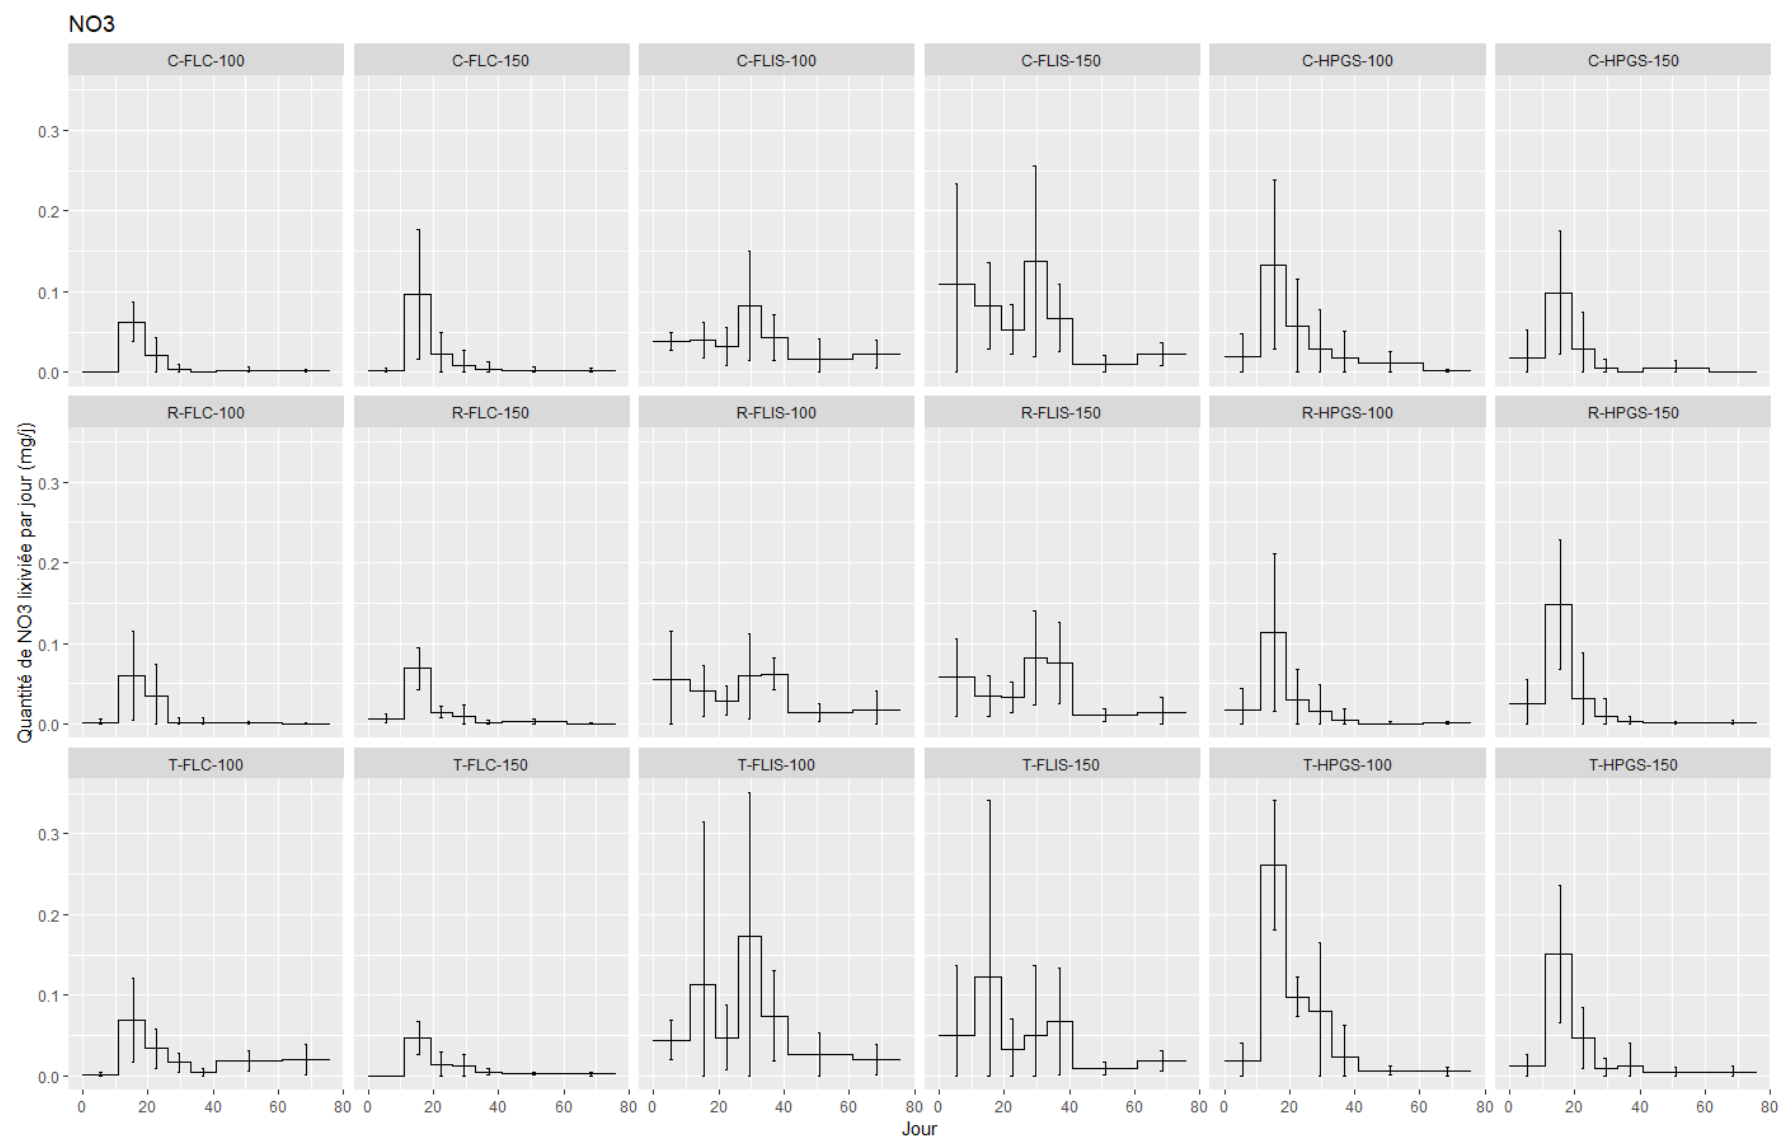 NO3
C-FLC-100 C-FLC-150 C-FLIS-100 C-FLIS-150 C-HPGS-100 C-HPGS-150
0.3
0.2
0.1
0.0
R-FLC-100 R-FLC-150 R-FLIS-100 R-FLIS-150 R-HPGS-100 R-HPGS-150
Quantité de NO3 lixiviée par jour (mg/j)
0.3
0.2
0.1
0.0
T-FLC-100 T-FLC-150 T-FLIS-100 T-FLIS-150 T-HPGS-100 T-HPGS-150
0.3
0.2
0.1
0.0
0 20 40 60 80 0 20 40 60 80 0 20 40 60 80 0 20 40 60 80 0 20 40 60 80 0 20 40 60 80
Jour